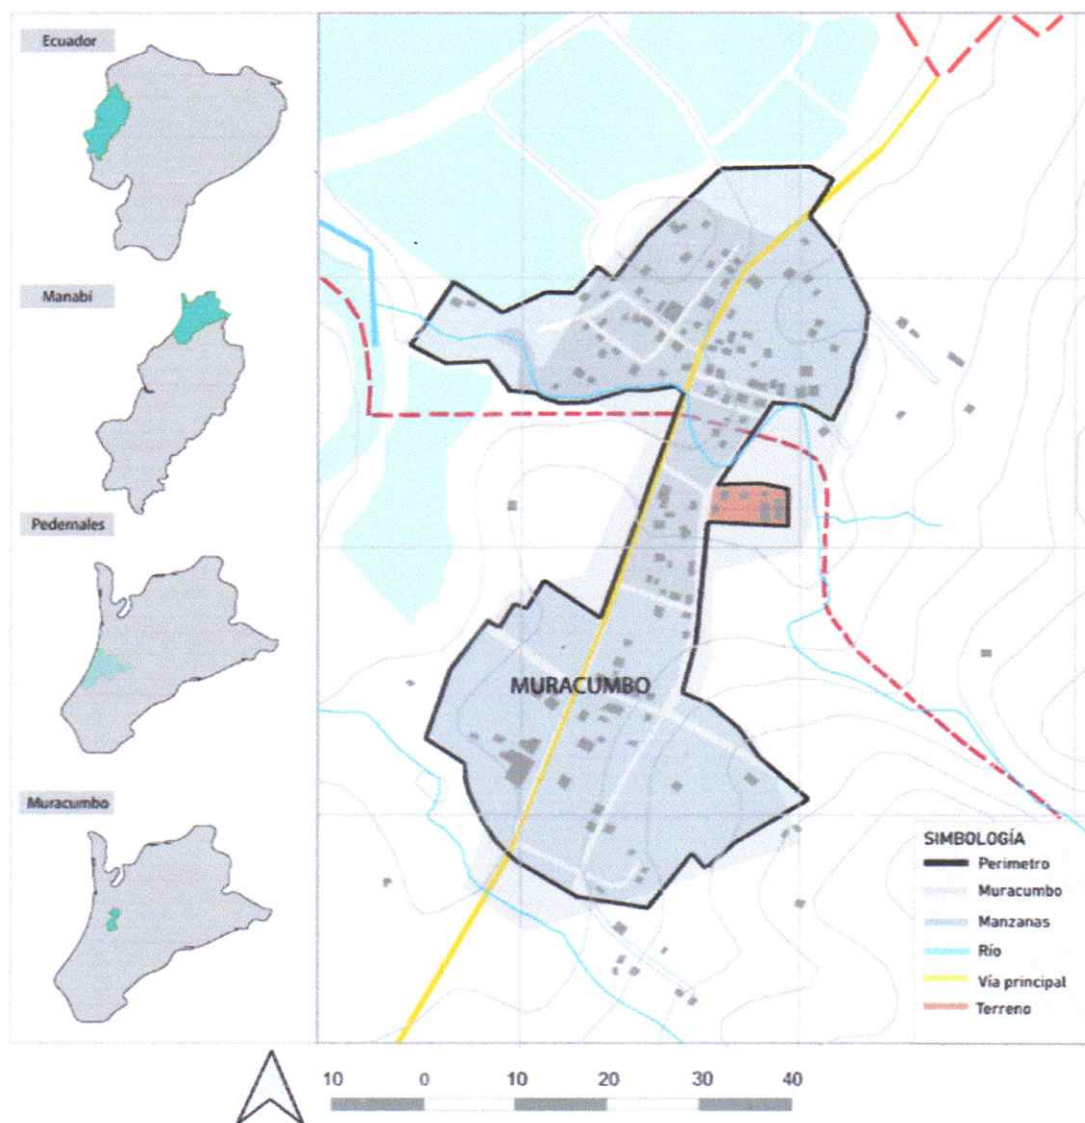 Ecuador
Manabí
Pedernales
Muracumbo
MURACUMBO
SIMBOLOGÍA
Perimetro
Muracumbo
Manzanas
Río
Vía principal
Terreno
10 0 10 20 30 40